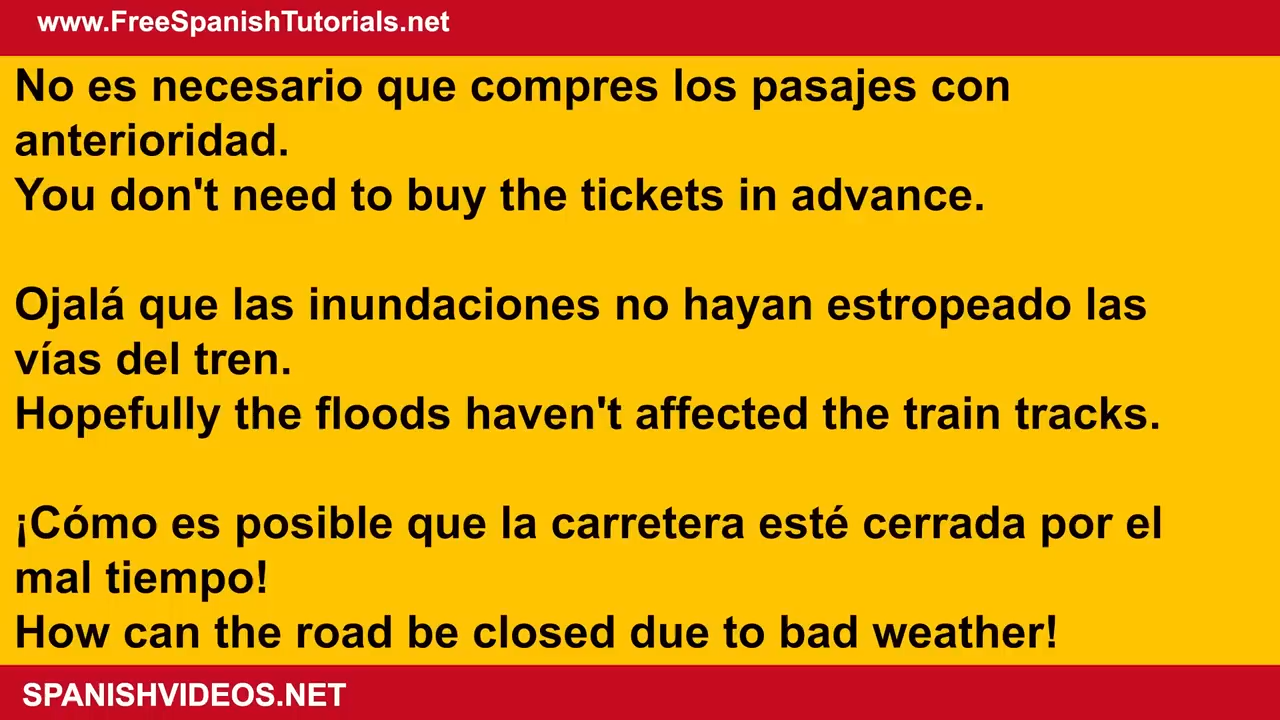 www.FreeSpanishTutorials.net
No es necesario que compres los pasajes con
anterioridad.
You don't need to buy the tickets in advance.
Ojalá que las inundaciones no hayan estropeado las
vías del tren.
Hopefully the floods haven't affected the train tracks.
¡Cómo es posible que la carretera esté cerrada por el
mal tiempo!
How can the road be closed due to bad weather!
SPANISHVIDEOS.NET